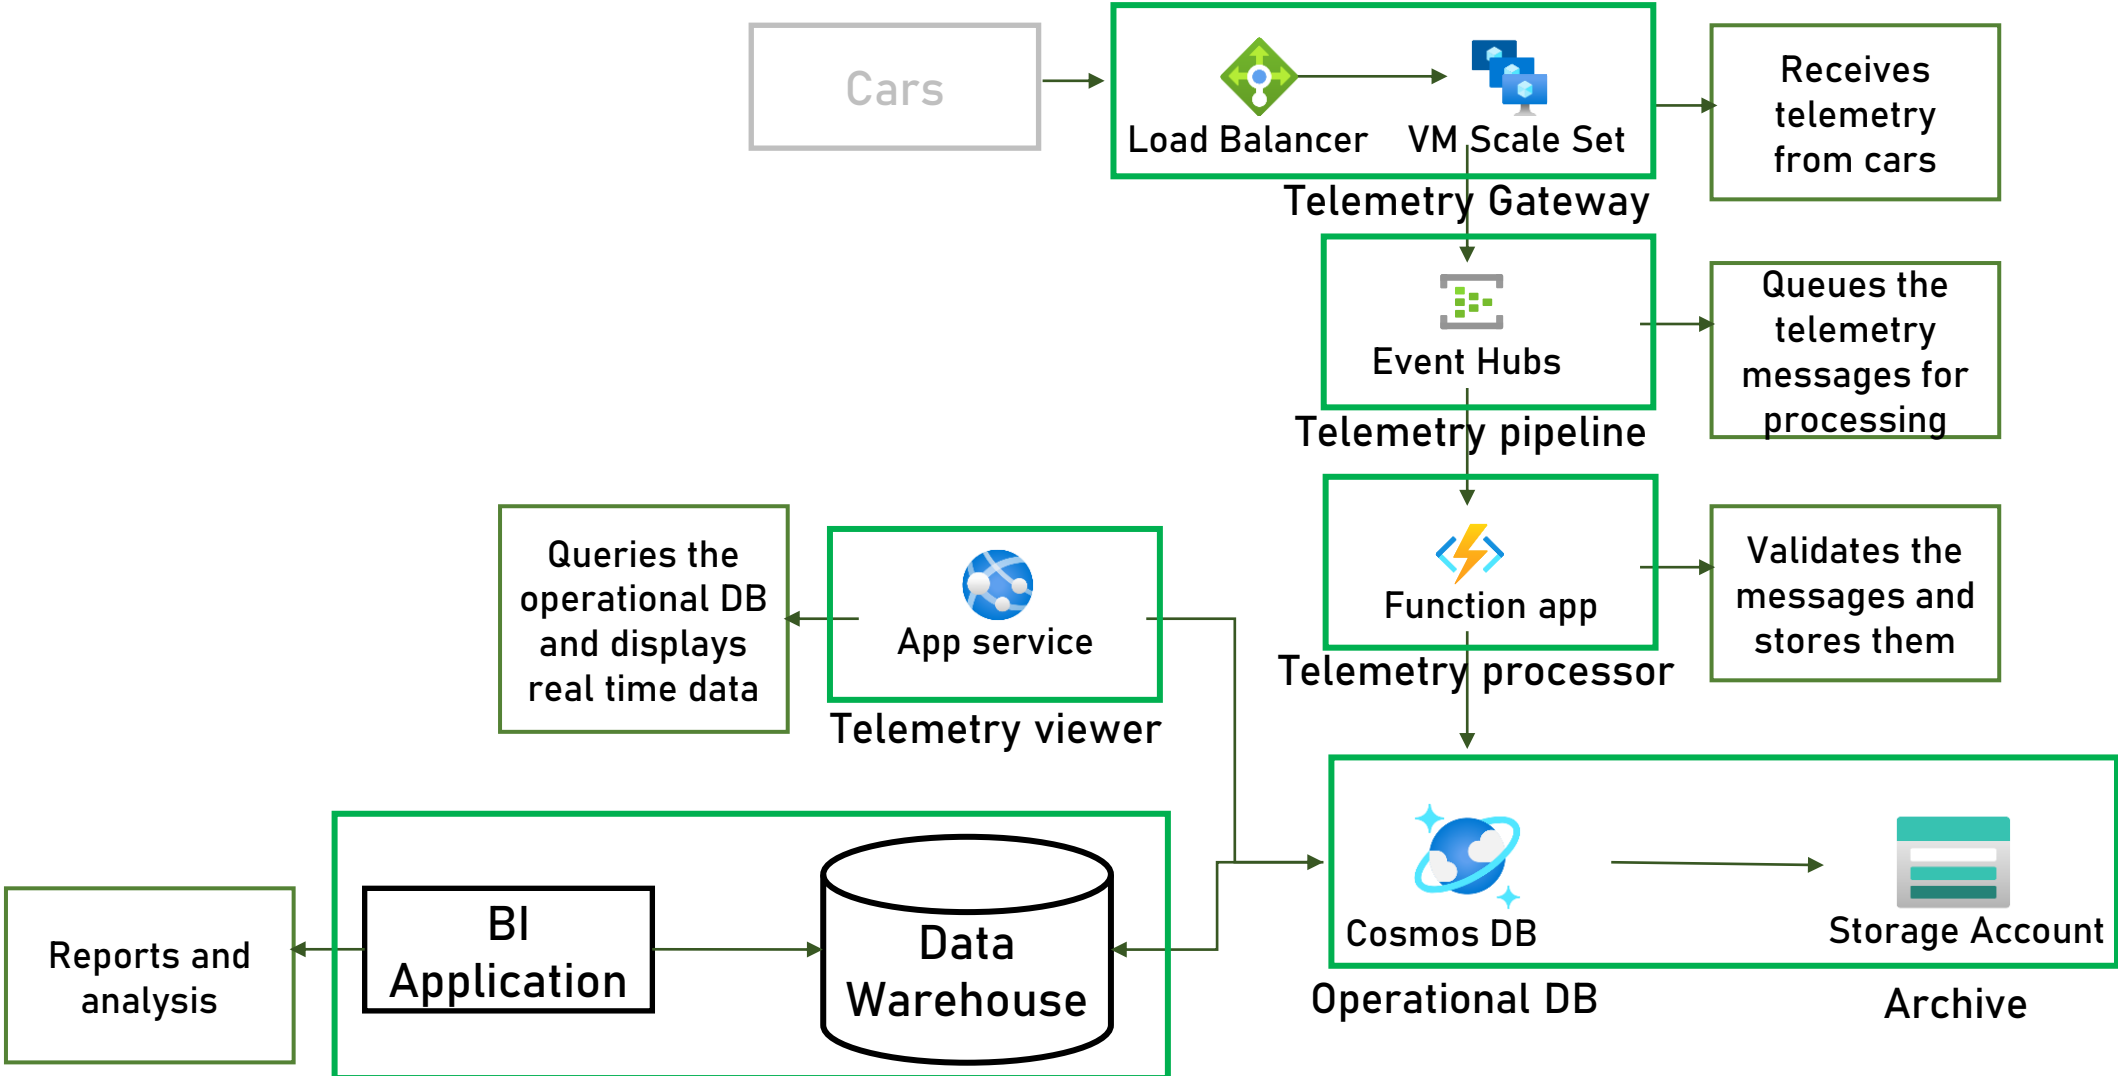 Cars
Load Balancer
VM Scale Set
Telemetry Gateway
Receives
telemetry
from cars
Event Hubs
Telemetry pipeline
Queues the
telemetry
messages for
processing
Function app
Telemetry processor
Validates the
messages and
stores them
Queries the
operational DB
and displays
real time data
App service
Telemetry viewer
Cosmos DB
Operational DB
Storage Account
Archive
Reports and
analysis
BI
Application
Data
Warehouse